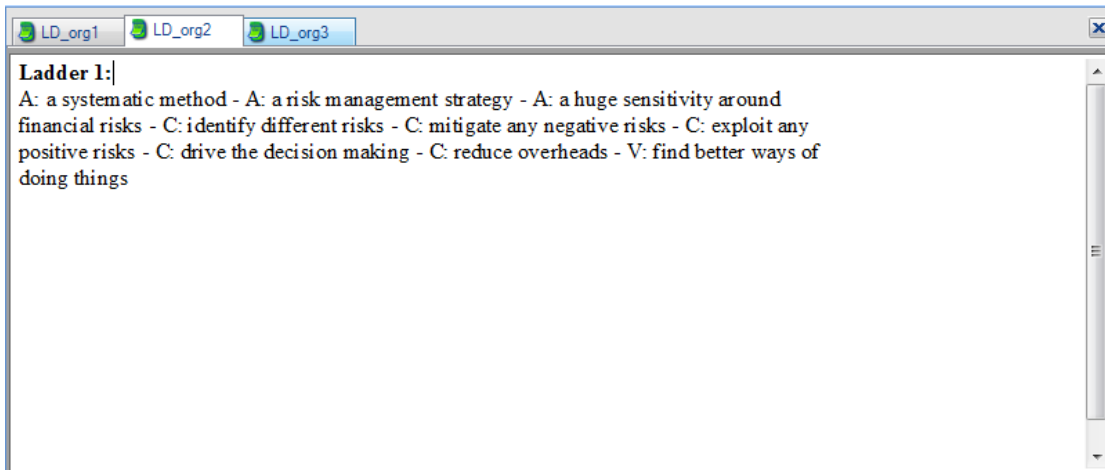 LD_org1 LD_org2 LD_org3
Ladder 1:
A: a systematic method - A: a risk management strategy - A: a huge sensitivity around
financial risks - C: identify different risks - C: mitigate any negative risks - C: exploit any
positive risks - C: drive the decision making - C: reduce overheads - V: find better ways of
doing things